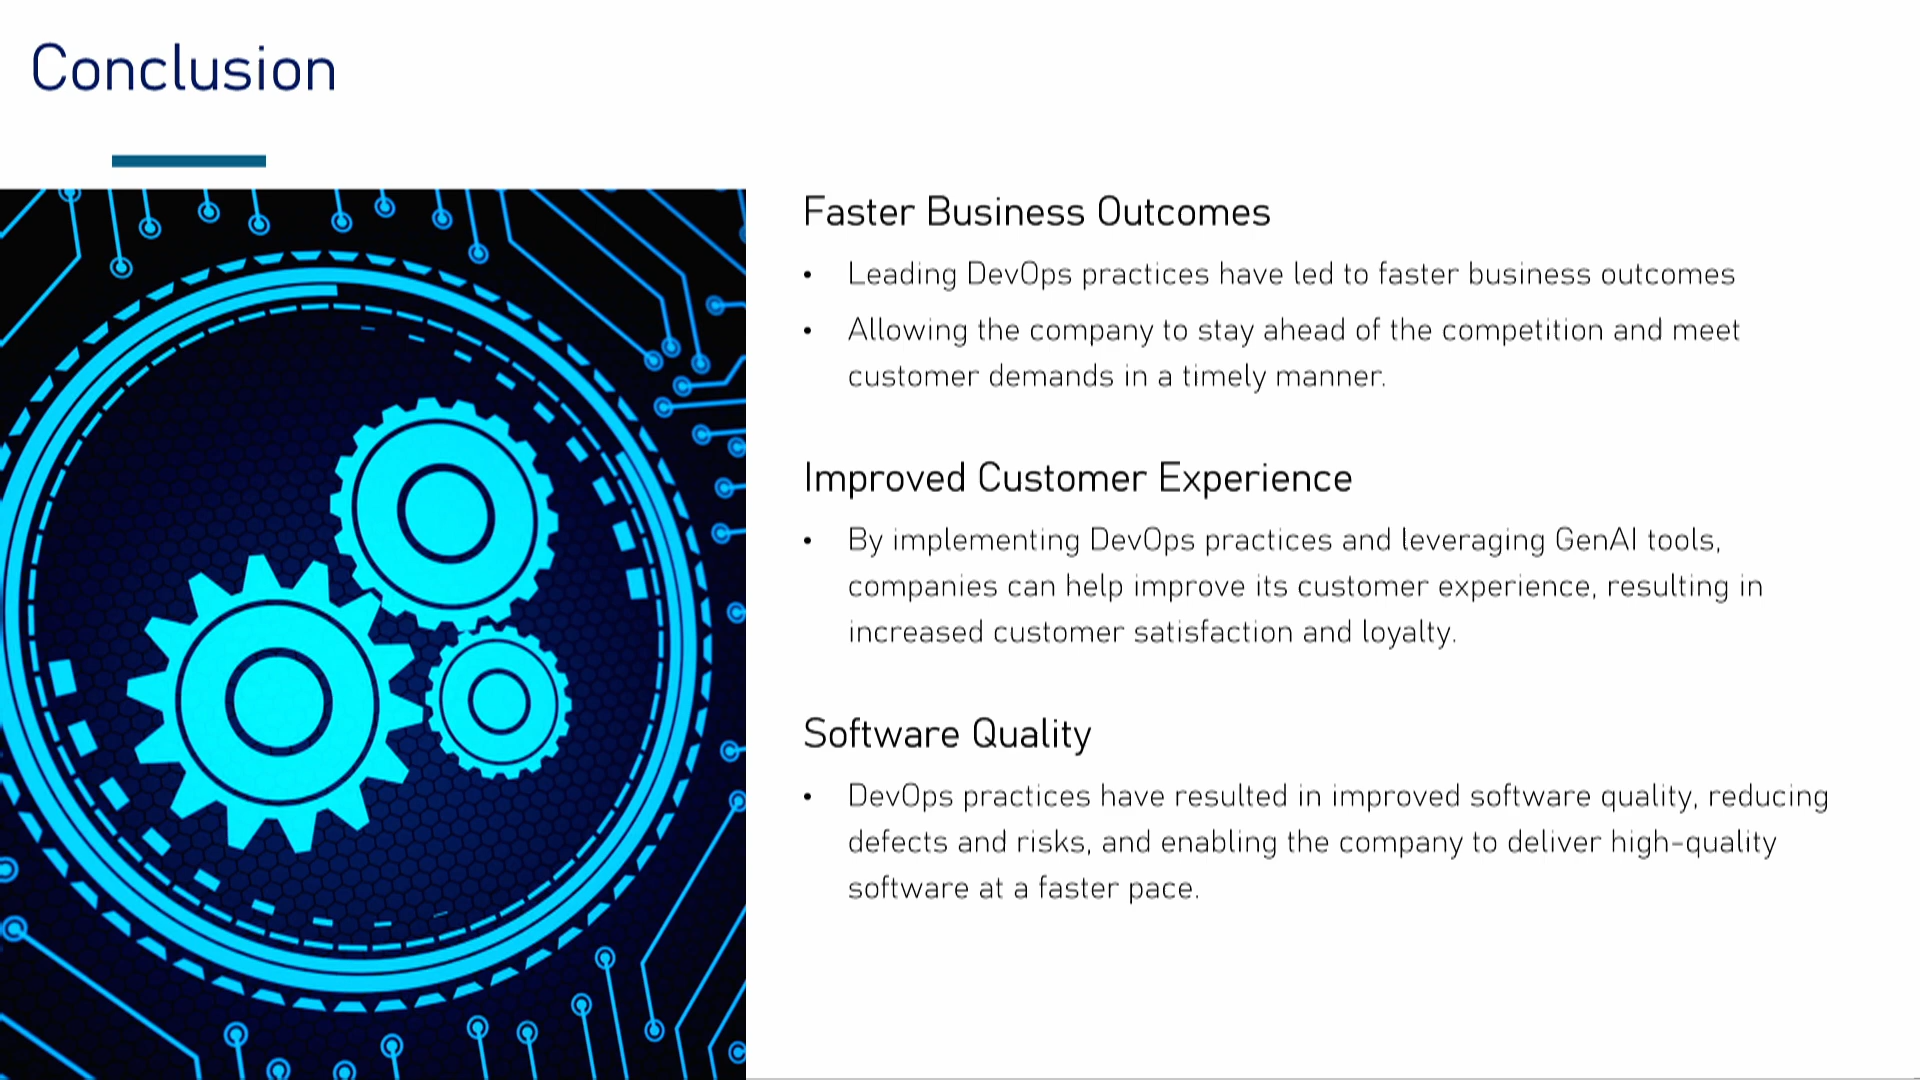 Conclusion
Faster Business Outcomes
• Leading DevOps practices have led to faster business outcomes
• Allowing the company to stay ahead of the competition and meet
customer demands in a timely manner.
Improved Customer Experience
• By implementing DevOps practices and leveraging GenAI tools,
companies can help improve its customer experience, resulting in
increased customer satisfaction and loyalty.
Software Quality
• DevOps practices have resulted in improved software quality, reducing
defects and risks, and enabling the company to deliver high-quality
software at a faster pace.